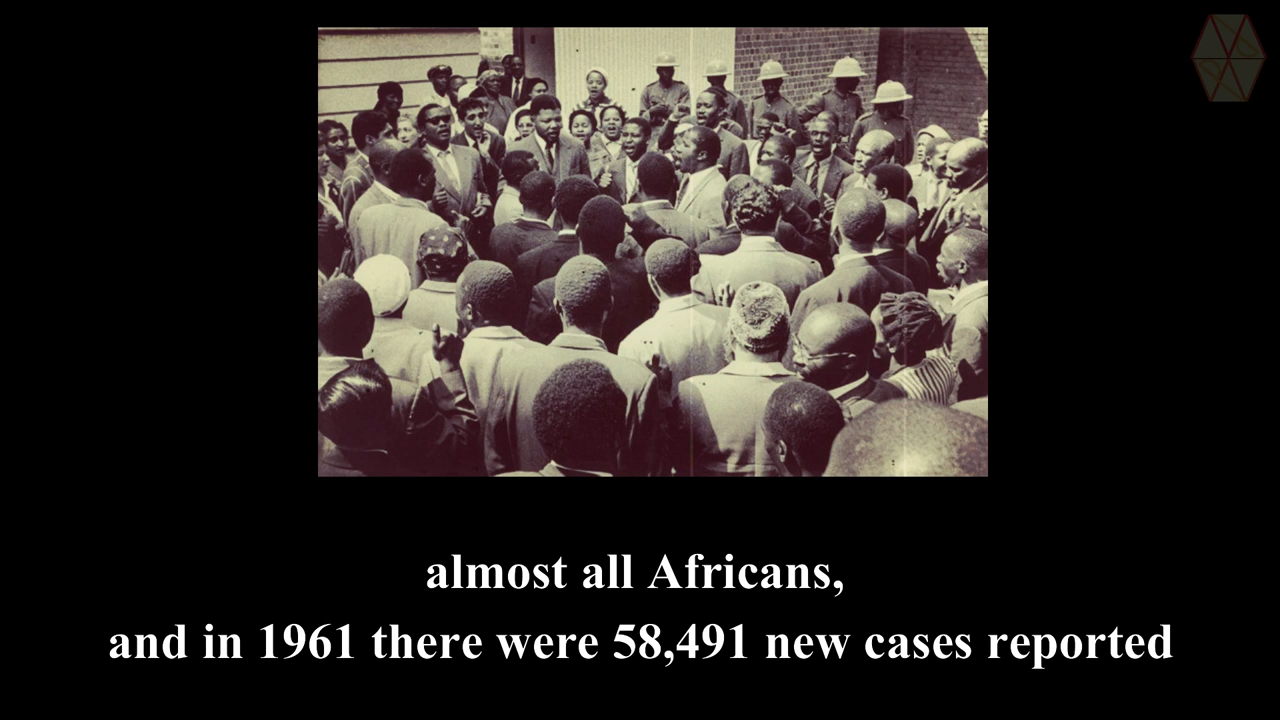 almost all Africans,
and in 1961 there were 58,491 new cases reported